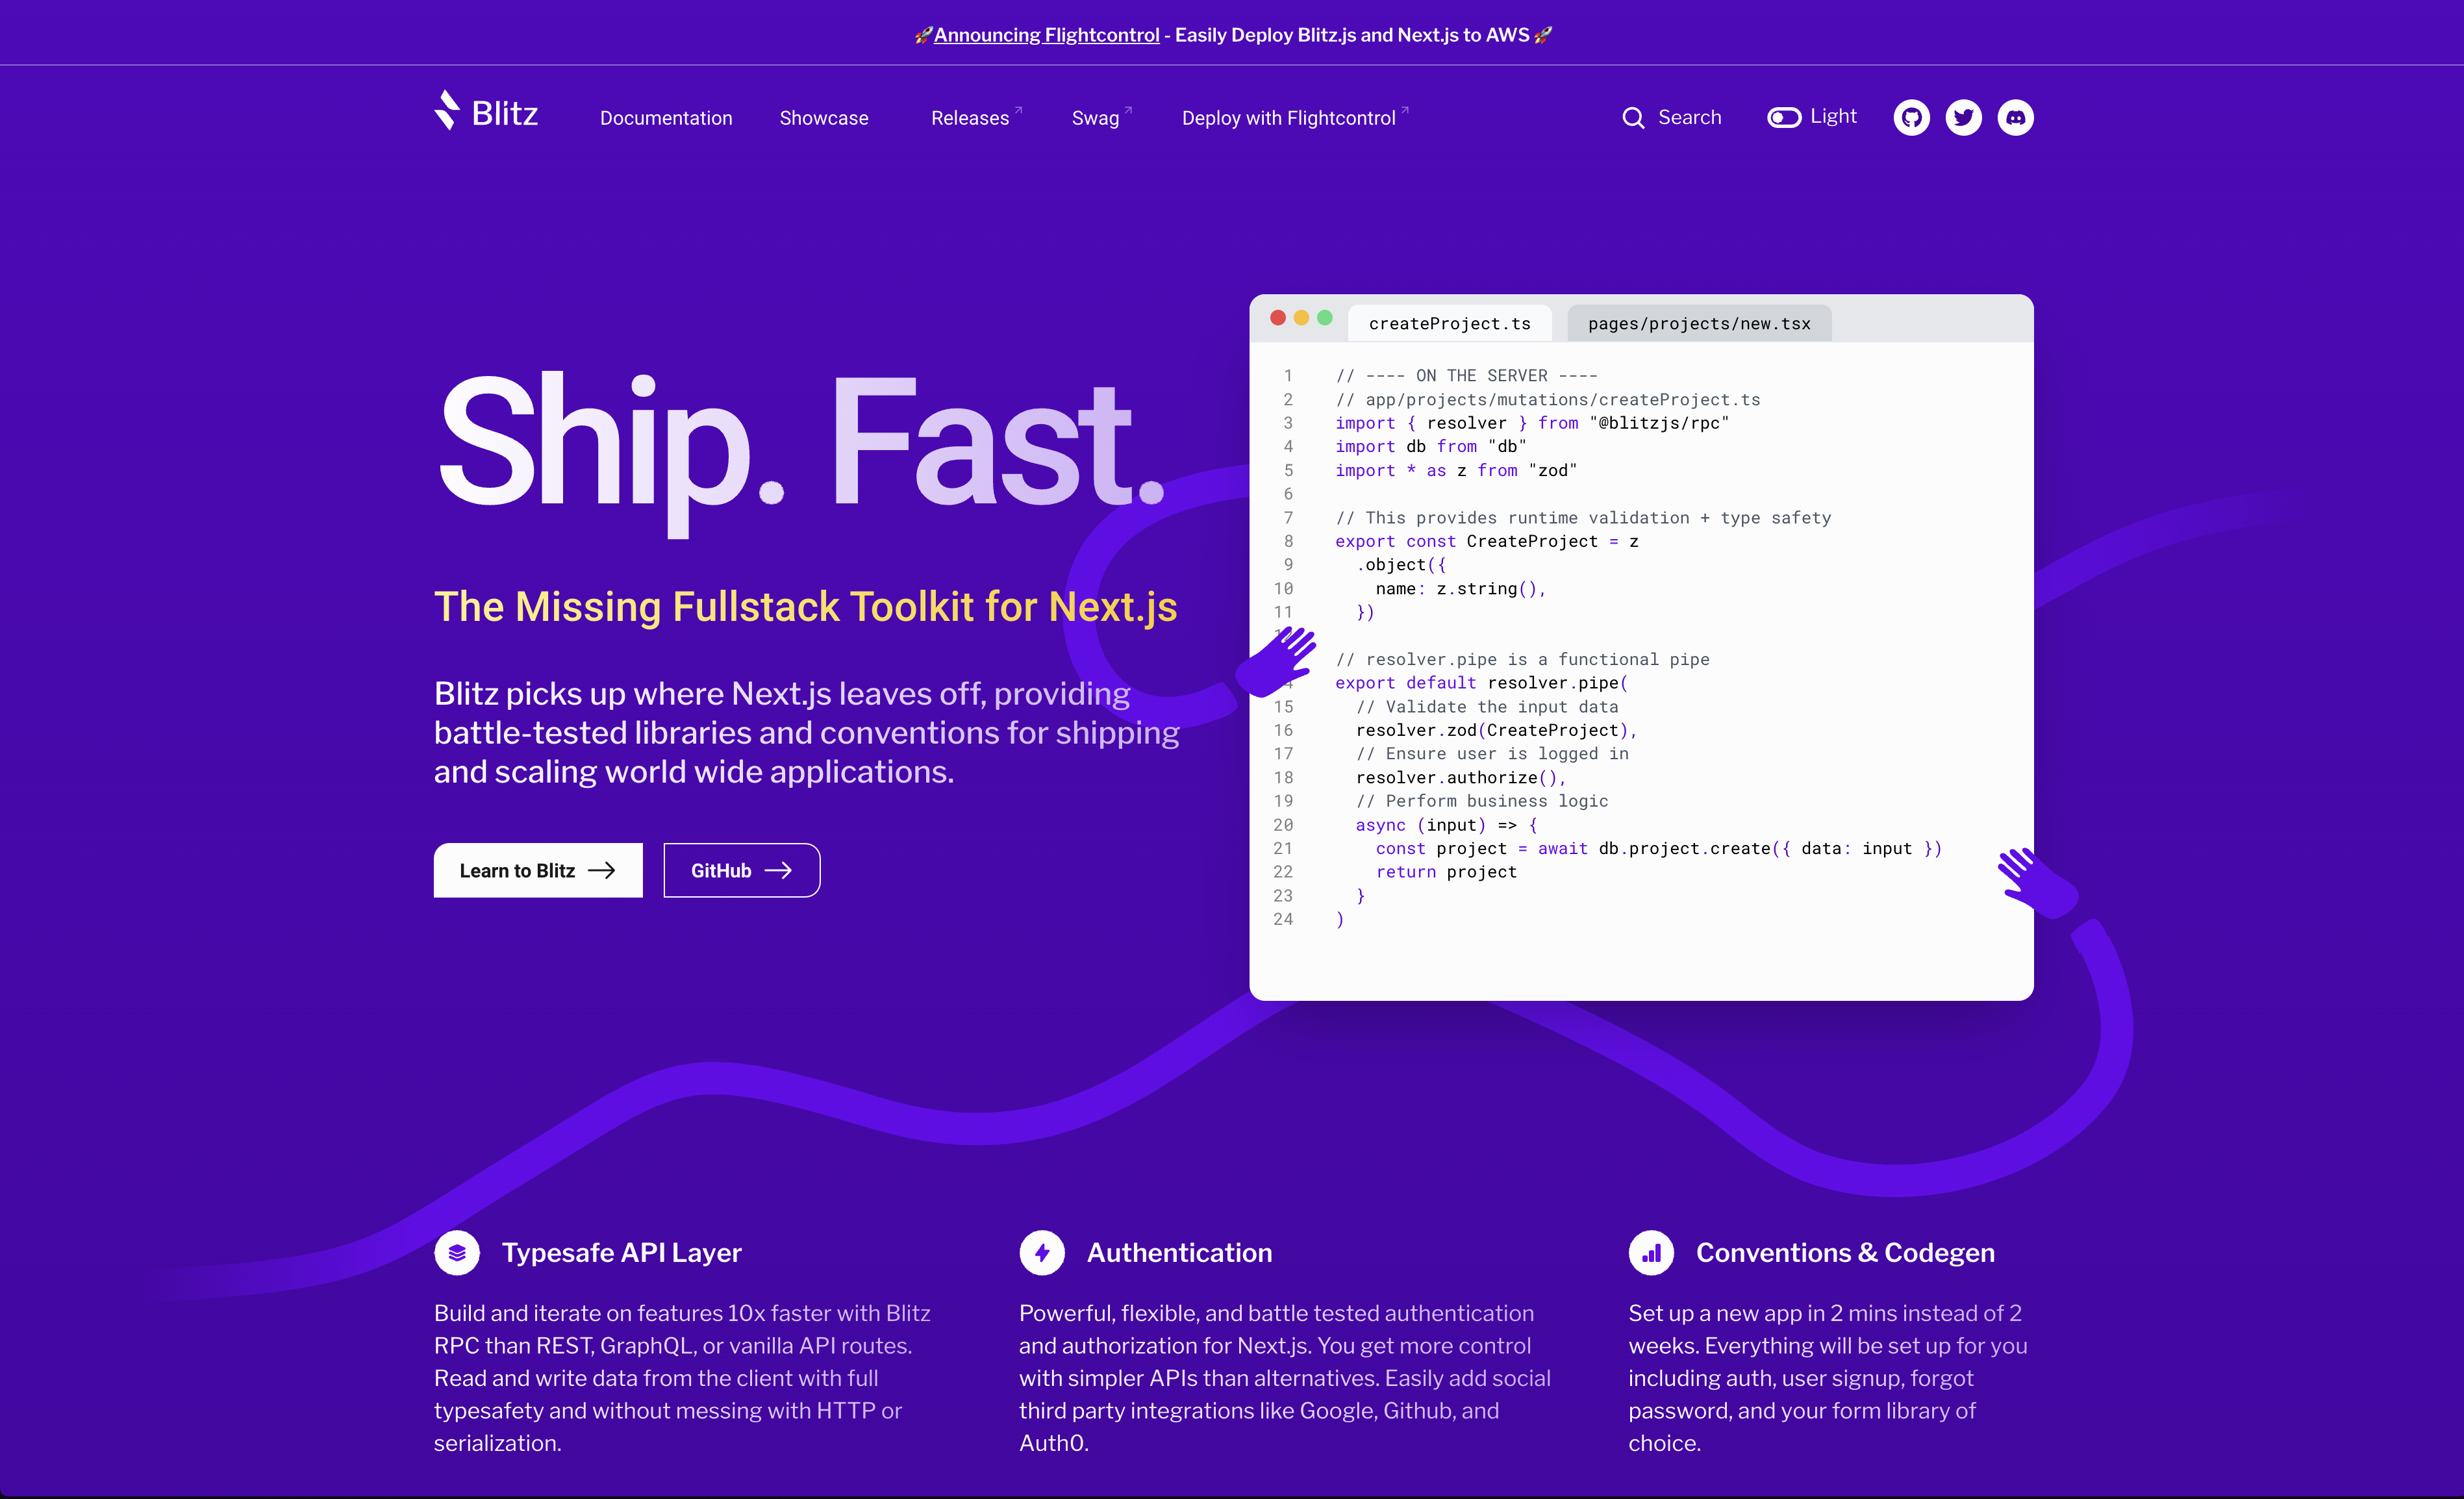 🚀Announcing Flightcontrol - Easily Deploy Blitz.js and Next.js to AWS 🚀
Blitz
Documentation
Showcase
Releases
Swag
Deploy with Flightcontrol
Search
Light
Ship. Fast.
The Missing Fullstack Toolkit for Next.js
Blitz picks up where Next.js leaves off, providing
battle-tested libraries and conventions for shipping
and scaling world wide applications.
Learn to Blitz
GitHub
createProject.ts
pages/projects/new.tsx
1 // ---- ON THE SERVER ----
2 // app/projects/mutations/createProject.ts
3 import { resolver } from "@blitzjs/rpc"
4 import db from "db"
5 import * as z from "zod"
6
7 // This provides runtime validation + type safety
8 export const CreateProject = z
9 .object({
10 name: z.string(),
11 })
// resolver.pipe is a functional pipe
export default resolver.pipe(
15 // Validate the input data
16 resolver.zod(CreateProject),
17 // Ensure user is logged in
18 resolver.authorize(),
19 // Perform business logic
20 async (input) => {
21 const project = await db.project.create({ data: input })
22 return project
23 }
24 )
Typesafe API Layer
Build and iterate on features 10x faster with Blitz
RPC than REST, GraphQL, or vanilla API routes.
Read and write data from the client with full
typesafety and without messing with HTTP or
serialization.
Authentication
Powerful, flexible, and battle tested authentication
and authorization for Next.js. You get more control
with simpler APIs than alternatives. Easily add social
third party integrations like Google, Github, and
Auth0.
Conventions & Codegen
Set up a new app in 2 mins instead of 2
weeks. Everything will be set up for you
including auth, user signup, forgot
password, and your form library of
choice.